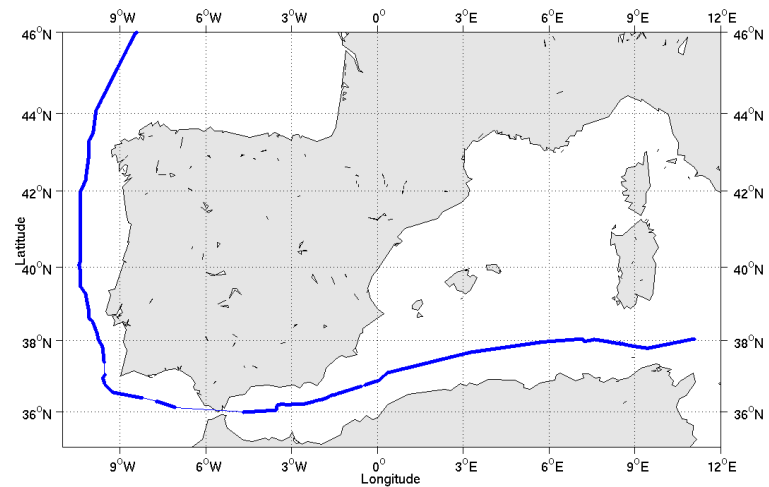 9°W 6°W 3°W 0° 3°E 6°E 9°E 12°E
46°N 46°N
44°N 44°N
42°N 42°N
Latitude
40°N 40°N
38°N 38°N
36°N 36°N
9°W 6°W 3°W 0° 3°E 6°E 9°E 12°E
Longitude